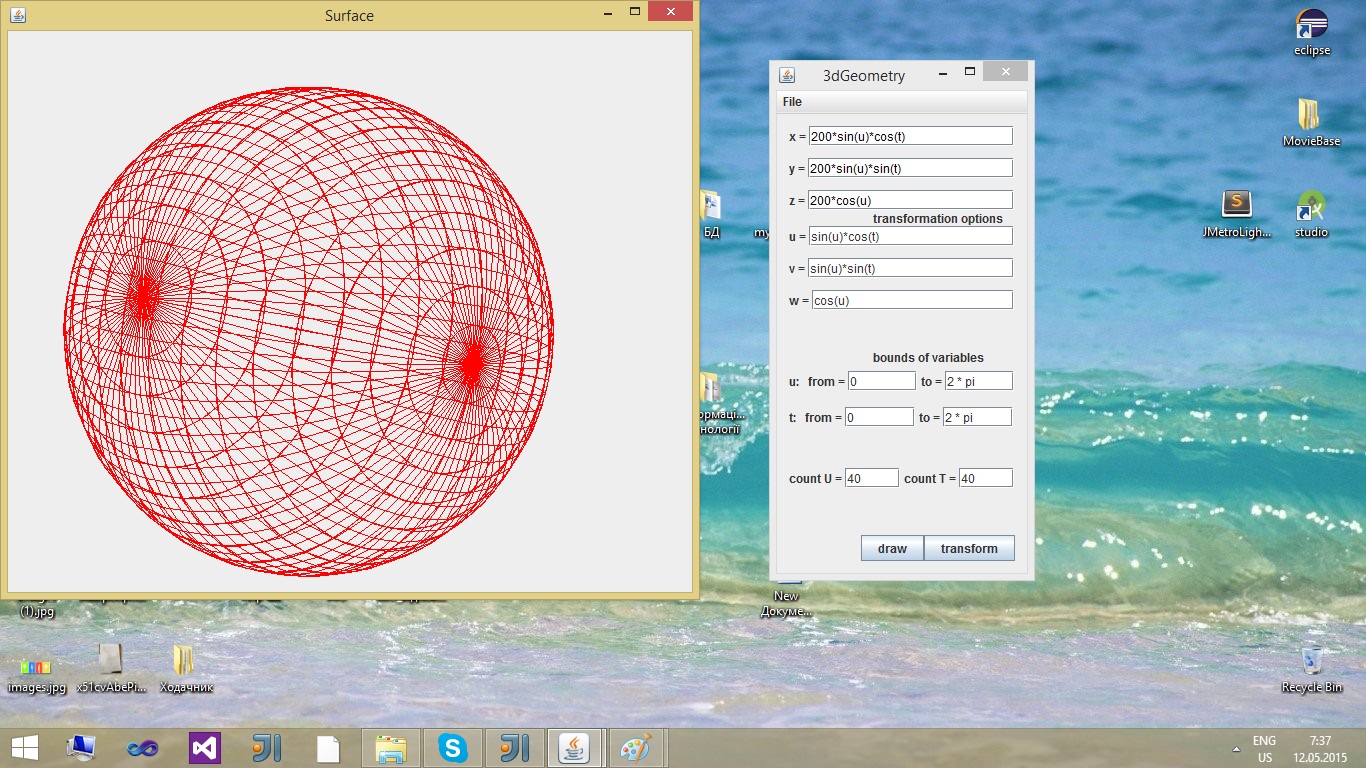 Surface
eclipse
3dGeometry
File
x = 200*sin(u)*cos(t)
MovieBase
y = 200*sin(u)*sin(t)
z = 200*cos(u)
transformation options
БД
JMetroLigh...
studio
u = sin(u)*cos(t)
v = sin(u)*sin(t)
w = cos(u)
bounds of variables
u: from = 0 to = 2 * pi
t: from = 0 to = 2 * pi
count U = 40 count T = 40
draw transform
New
Докуме...
(1).jpg
images.jpg
x51cvAbePi...
Ходачник
Recycle Bin
ENG
US
7:37
12.05.2015